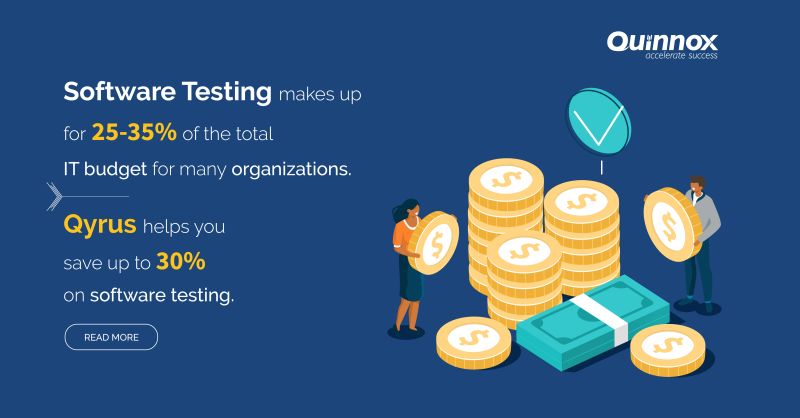 Quinnox
accelerate success
Software Testing makes up
for 25-35% of the total
IT budget for many organizations.
Qyrus helps you
save up to 30%
on software testing.
READ MORE
$
$
$
$
$
$
$